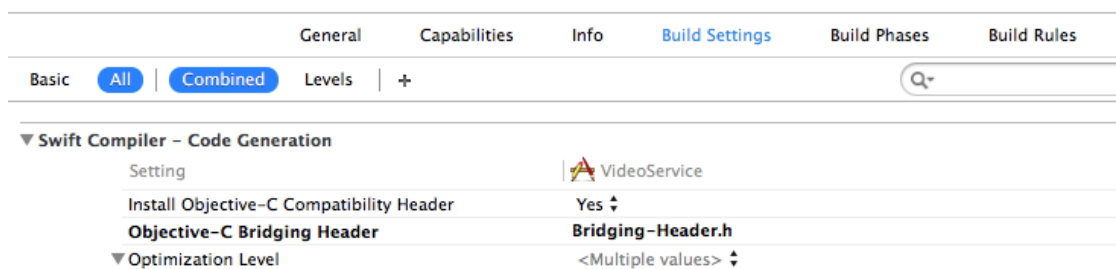 General Capabilities Info Build Settings Build Phases Build Rules
Basic All Combined Levels +
Swift Compiler – Code Generation
Setting VideoService
Install Objective-C Compatibility Header Yes
Objective-C Bridging Header Bridging-Header.h
Optimization Level <Multiple values>